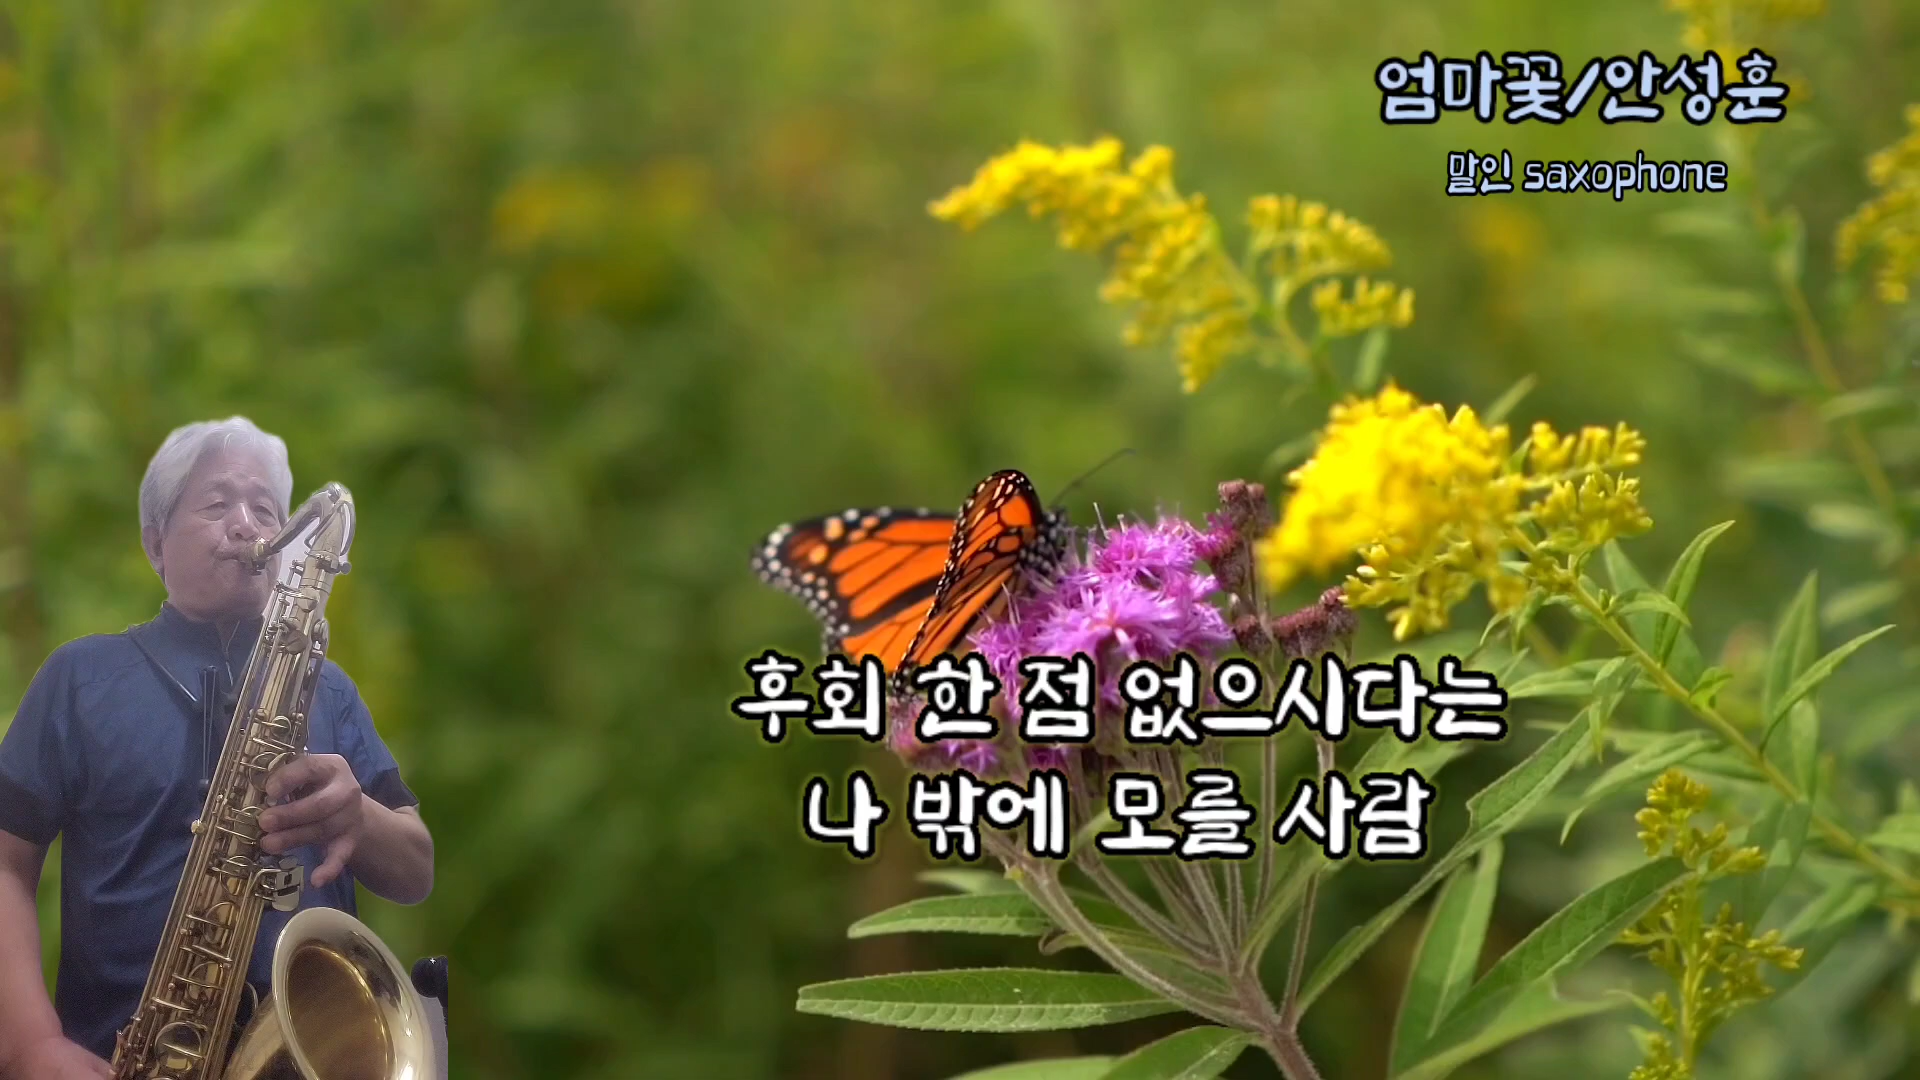 엄마꽃/안성훈
말인 saxophone
후회 한 점 없으시다는
나 밖에 모를 사람